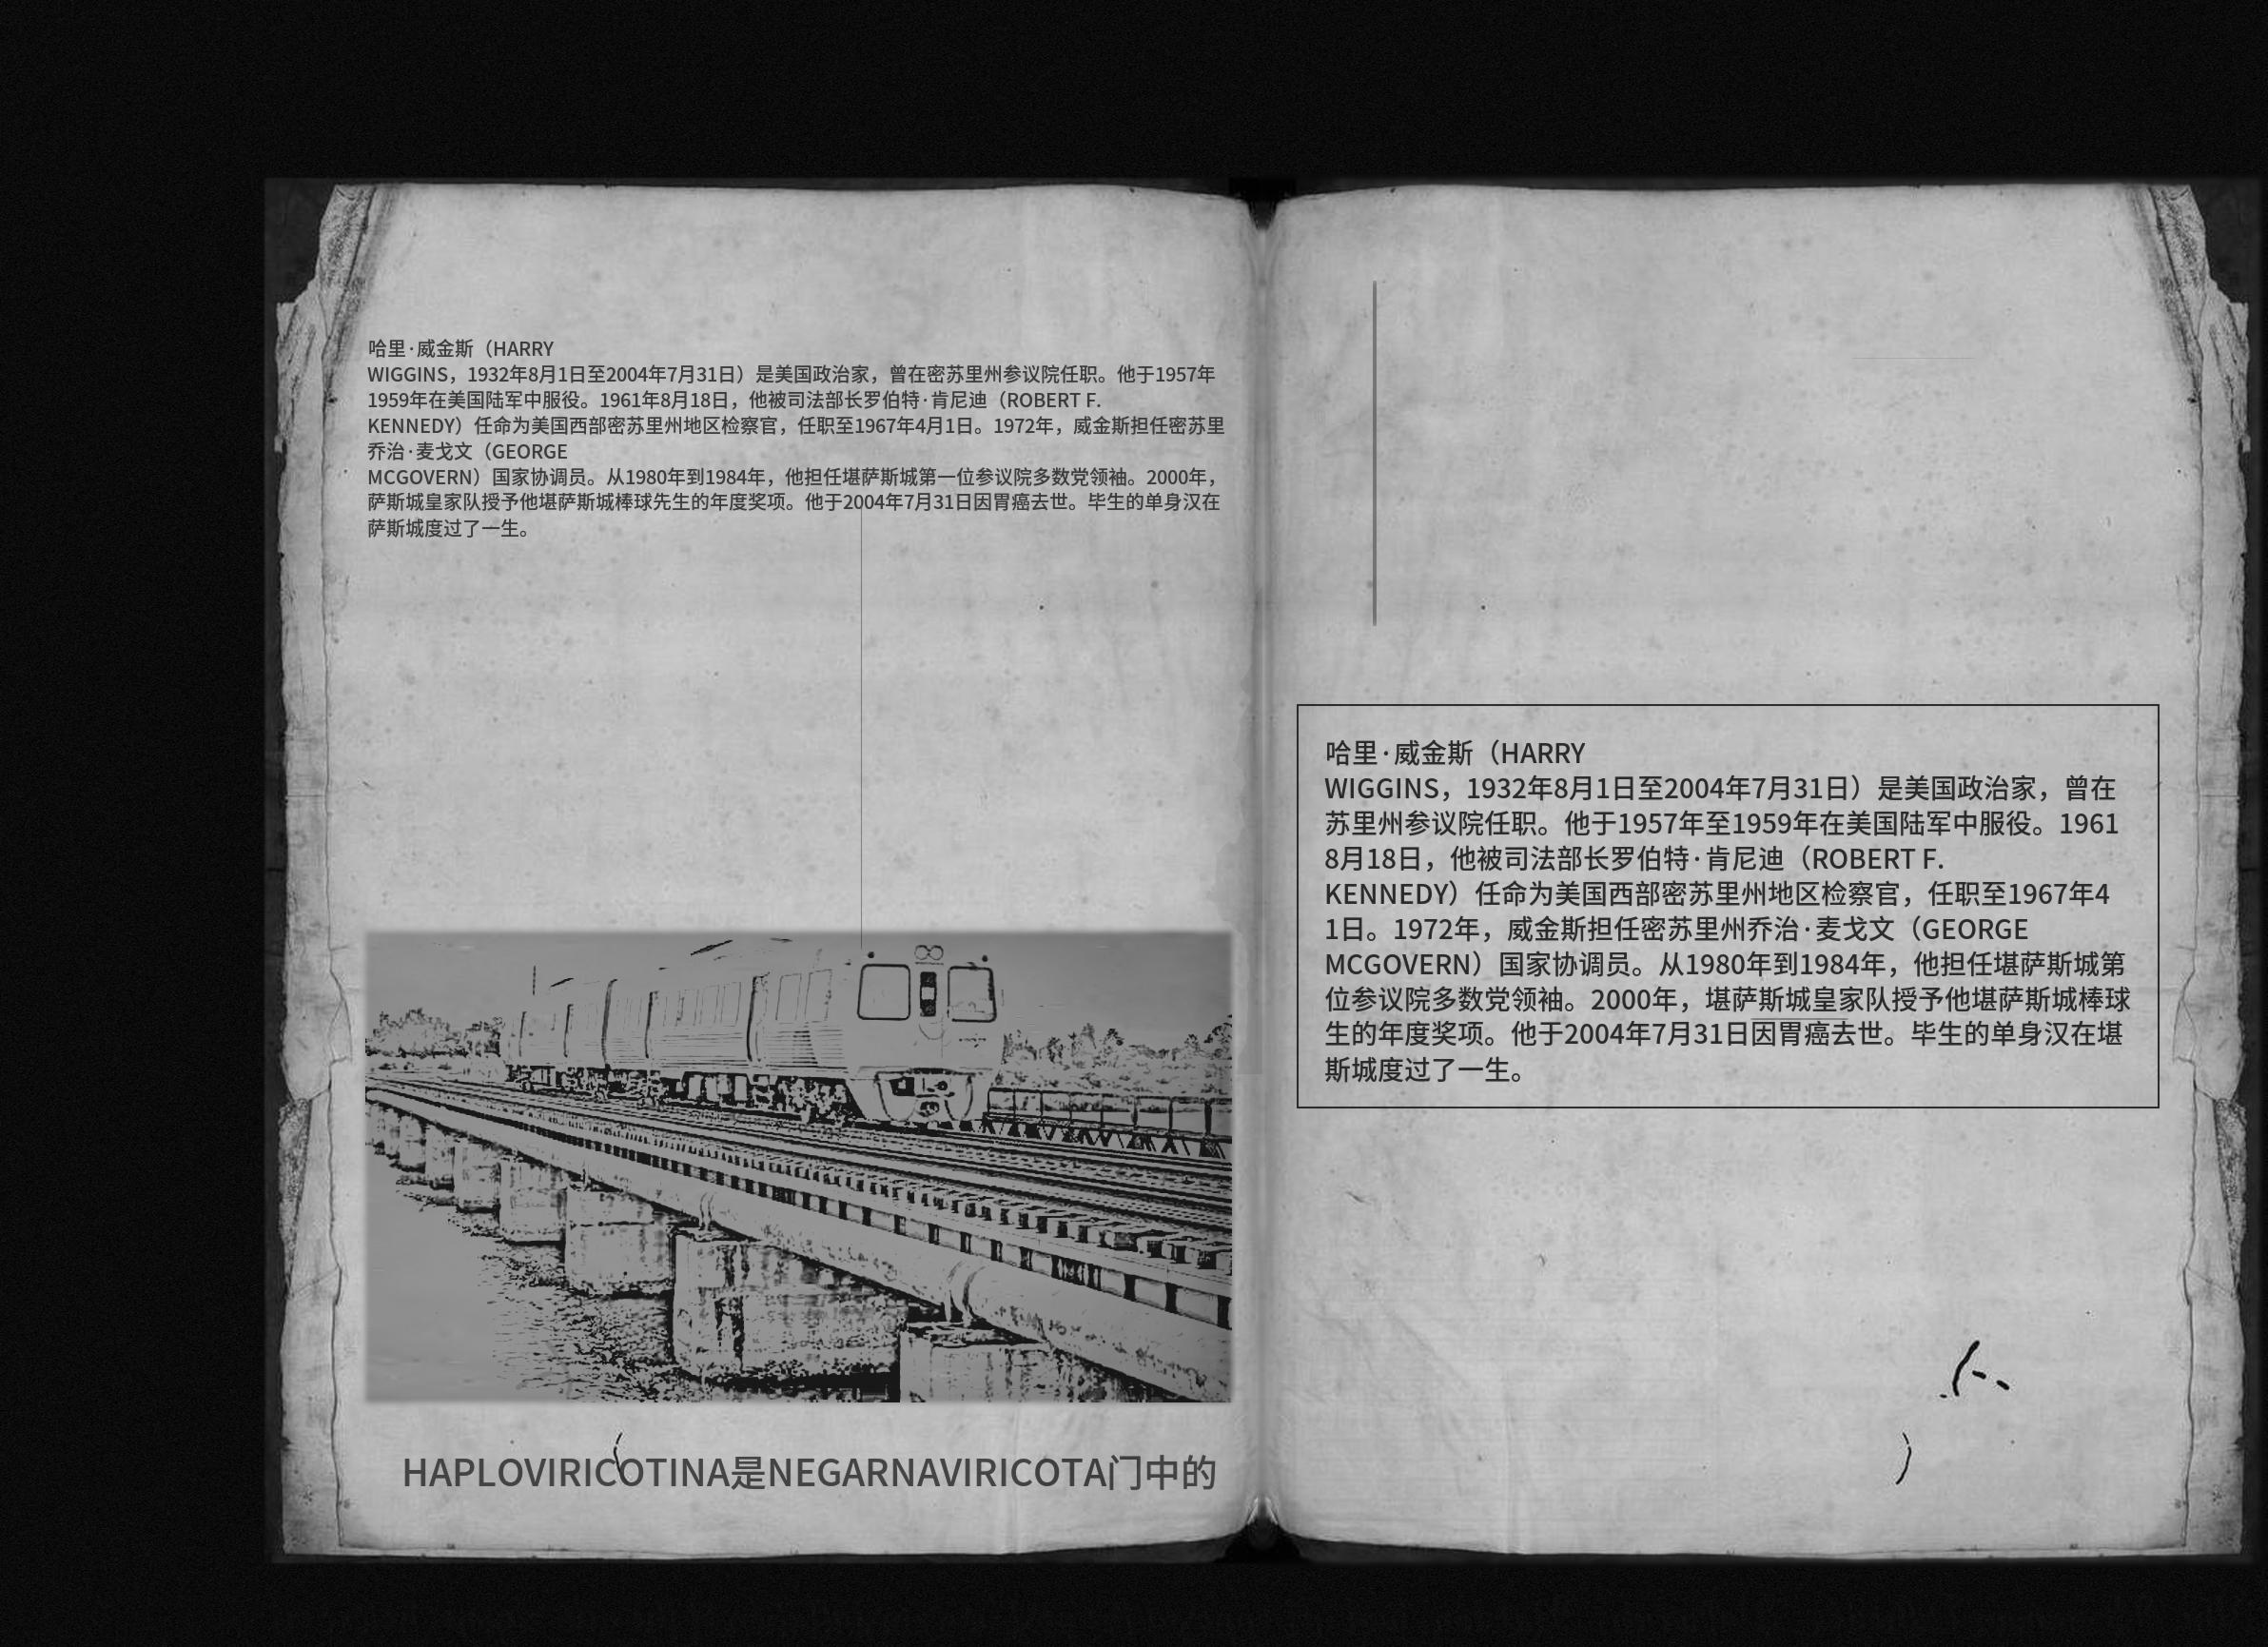 哈里·威金斯（HARRY
WIGGINS，1932年8月1日至2004年7月31日）是美国政治家，曾在密苏里州参议院任职。他于1957年
1959年在美国陆军中服役。1961年8月18日，他被司法部长罗伯特·肯尼迪（ROBERT F.
KENNEDY）任命为美国西部密苏里州地区检察官，任职至1967年4月1日。1972年，威金斯担任密苏里
乔治·麦戈文（GEORGE
MCGOVERN）国家协调员。从1980年到1984年，他担任堪萨斯城第一位参议院多数党领袖。2000年，
萨斯城皇家队授予他堪萨斯城棒球先生的年度奖项。他于2004年7月31日因胃癌去世。毕生的单身汉在
萨斯城度过了一生。
HAPLOVIRICOTINA是NEGARNAVIRICOTA门中的
哈里·威金斯（HARRY
WIGGINS，1932年8月1日至2004年7月31日）是美国政治家，曾在
苏里州参议院任职。他于1957年至1959年在美国陆军中服役。1961
8月18日，他被司法部长罗伯特·肯尼迪（ROBERT F.
KENNEDY）任命为美国西部密苏里州地区检察官，任职至1967年4
1日。1972年，威金斯担任密苏里州乔治·麦戈文（GEORGE
MCGOVERN）国家协调员。从1980年到1984年，他担任堪萨斯城第
位参议院多数党领袖。2000年，堪萨斯城皇家队授予他堪萨斯城棒球
生的年度奖项。他于2004年7月31日因胃癌去世。毕生的单身汉在堪
斯城度过了一生。